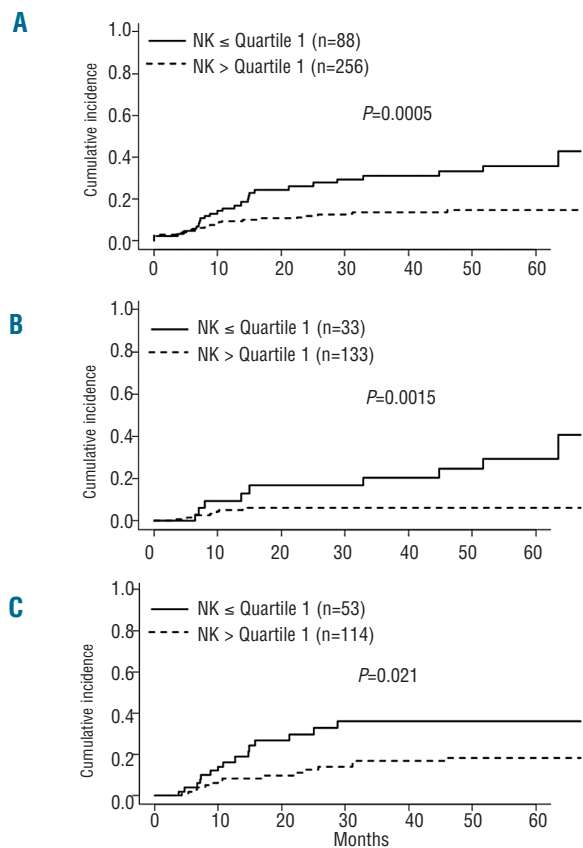 A
Cumulative incidence
1.0
0.8
0.6
0.4
0.2
0.0
NK ≤ Quartile 1 (n=88)
NK > Quartile 1 (n=256)
P=0.0005
0 10 20 30 40 50 60
B
Cumulative incidence
1.0
0.8
0.6
0.4
0.2
0.0
NK ≤ Quartile 1 (n=33)
NK > Quartile 1 (n=133)
P=0.0015
0 10 20 30 40 50 60
C
Cumulative incidence
1.0
0.8
0.6
0.4
0.2
0.0
NK ≤ Quartile 1 (n=53)
NK > Quartile 1 (n=114)
P=0.021
0 10 20 30 40 50 60
Months